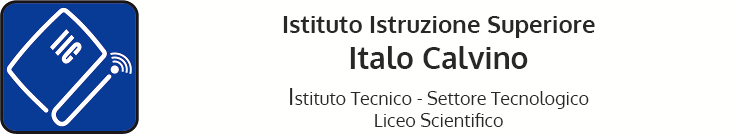 IIC
Istituto Istruzione Superiore
Italo Calvino
Istituto Tecnico - Settore Tecnologico
Liceo Scientifico